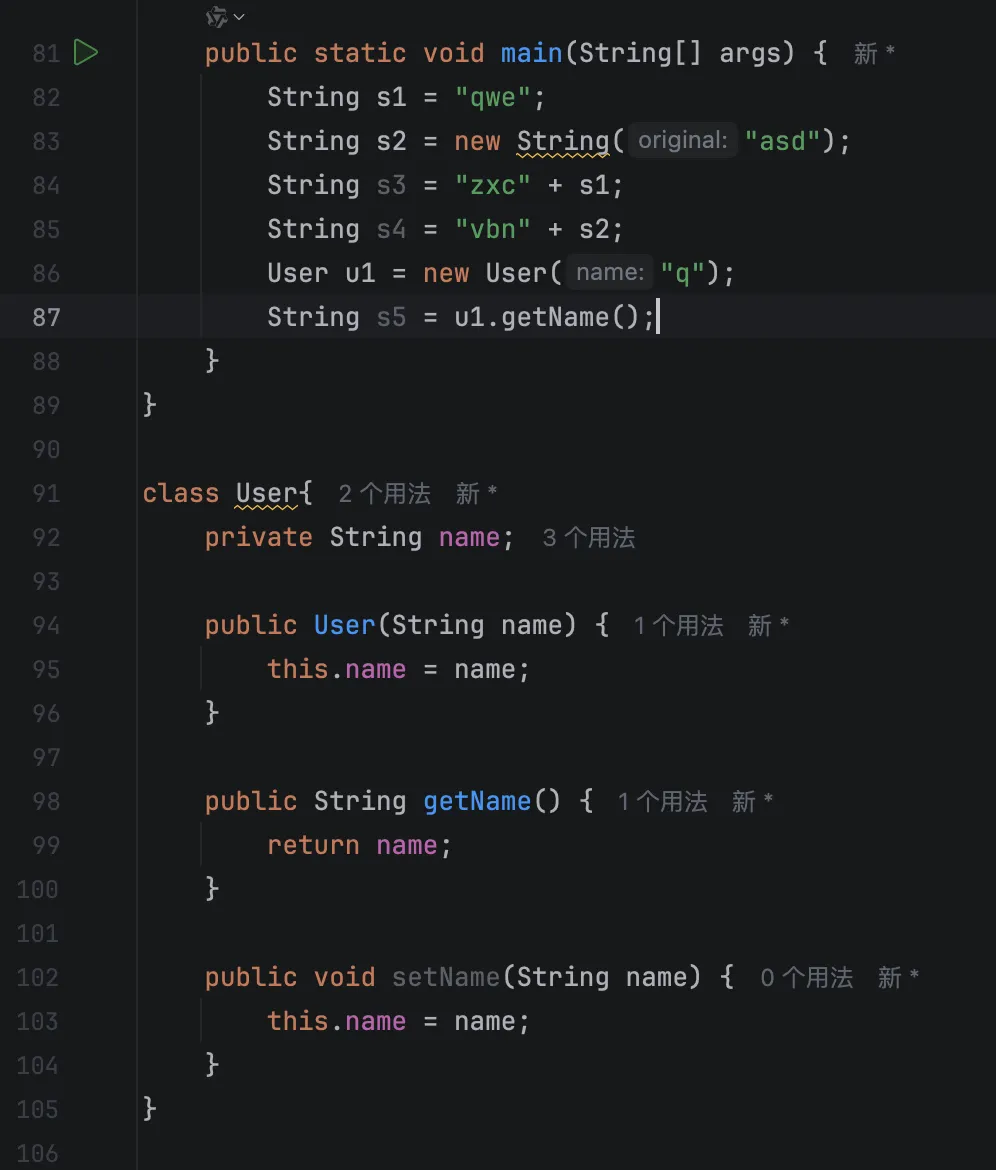 81 public static void main(String[] args) { 新 *
82 String s1 = "qwe";
83 String s2 = new String( original: "asd");
84 String s3 = "zxc" + s1;
85 String s4 = "vbn" + s2;
86 User u1 = new User( name: "q");
87 String s5 = u1.getName();
88 }
89 }
90
91 class User{ 2 个用法 新 *
92 private String name; 3 个用法
93
94 public User(String name) { 1 个用法 新 *
95 this.name = name;
96 }
97
98 public String getName() { 1 个用法 新 *
99 return name;
100 }
101
102 public void setName(String name) { 0 个用法 新 *
103 this.name = name;
104 }
105 }
106